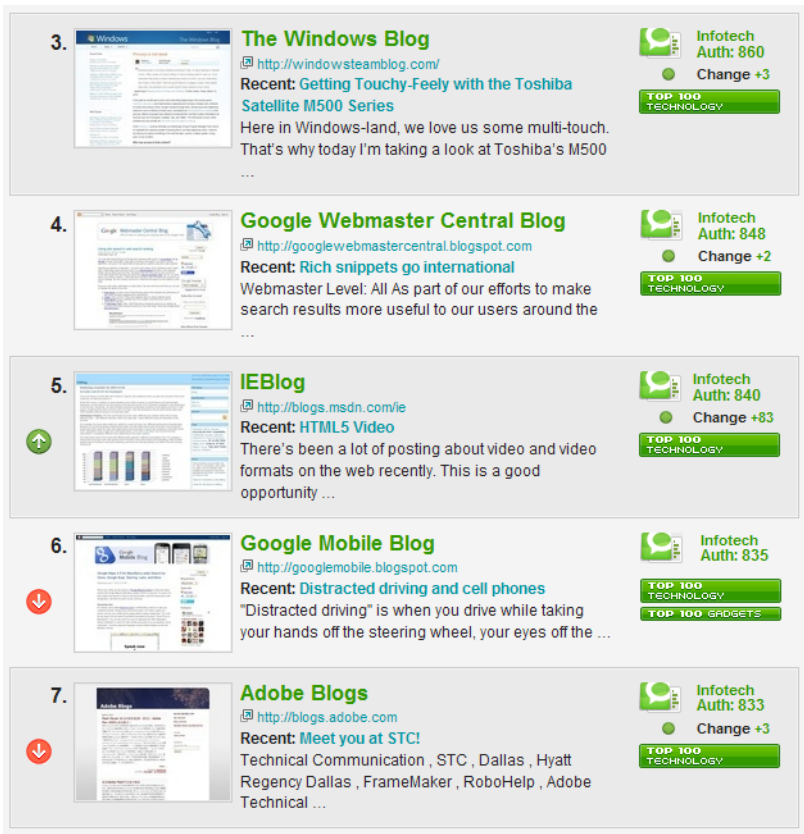 3.
Windows
The Windows Blog
http://windowsteamblog.com/
Recent: Getting Touchy-Feely with the Toshiba
Satellite M500 Series
Here in Windows-land, we love us some multi-touch.
That's why today I'm taking a look at Toshiba's M500
...
Infotech
Auth: 860
Change +3
TOP 100
TECHNOLOGY
4.
Google Webmaster Central Blog
Google Webmaster Central Blog
http://googlewebmastercentral.blogspot.com
Recent: Rich snippets go international
Webmaster Level: All As part of our efforts to make
search results more useful to our users around the
...
Infotech
Auth: 848
Change +2
TOP 100
TECHNOLOGY
5.
IEBlog
http://blogs.msdn.com/ie
Recent: HTML5 Video
There's been a lot of posting about video and video
formats on the web recently. This is a good
opportunity ...
Infotech
Auth: 840
Change +83
TOP 100
TECHNOLOGY
6.
Google
Mobile Blog
Google Mobile Blog
http://googlemobile.blogspot.com
Recent: Distracted driving and cell phones
"Distracted driving" is when you drive while taking
your hands off the steering wheel, your eyes off the ...
Infotech
Auth: 835
TOP 100
TECHNOLOGY
TOP 100 GADGETS
7.
Adobe Blogs
Adobe Blogs
http://blogs.adobe.com
Recent: Meet you at STC!
Technical Communication , STC , Dallas , Hyatt
Regency Dallas , FrameMaker , RoboHelp , Adobe
Technical ...
Infotech
Auth: 833
Change +3
TOP 100
TECHNOLOGY